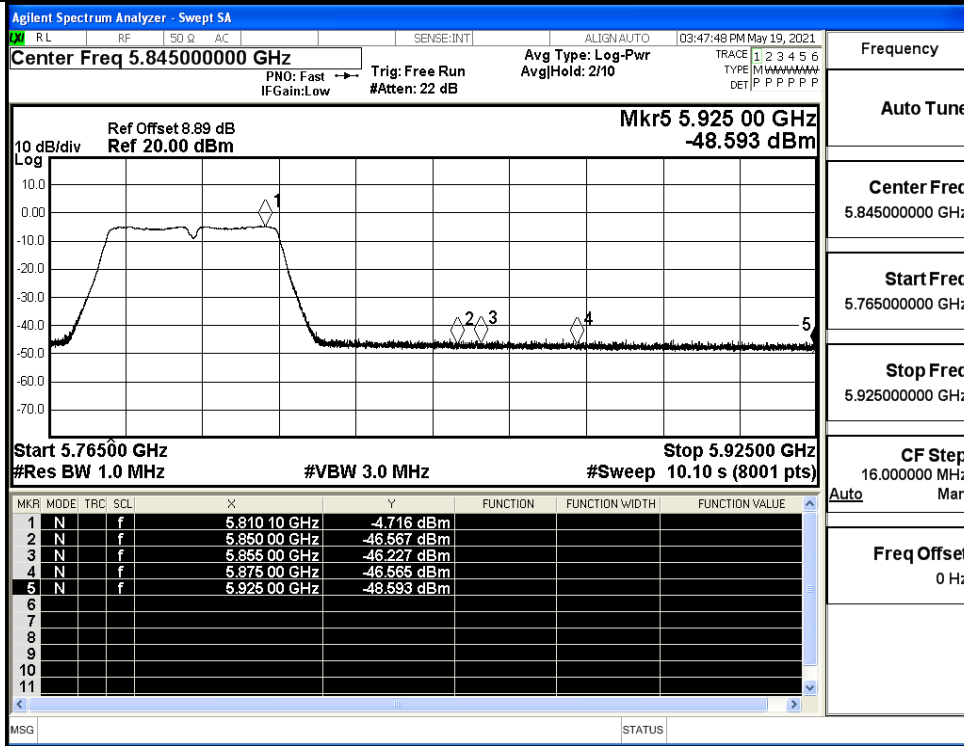 Agilent Spectrum Analyzer - Swept SA
LXI RL RF 50 Ω AC SENSE:INT ALIGN AUTO 03:47:48 PM May 19, 2021
Center Freq 5.845000000 GHz
PNO: Fast
IFGain:Low
Trig: Free Run
#Atten: 22 dB
Avg Type: Log-Pwr
Avg|Hold: 2/10
TRACE 1 2 3 4 5 6
TYPE M WWWWW
DET P P P P P P
Mkr5 5.925 00 GHz
-48.593 dBm
Ref Offset 8.89 dB
10 dB/div Ref 20.00 dBm
Log
10.0
0.00
-10.0
-20.0
-30.0
-40.0
-50.0
-60.0
-70.0
1
2
3
4
5
Start 5.76500 GHz Stop 5.92500 GHz
#Res BW 1.0 MHz #VBW 3.0 MHz #Sweep 10.10 s (8001 pts)
MKR MODE TRC SCL X Y FUNCTION FUNCTION WIDTH FUNCTION VALUE
1 N f 5.810 10 GHz -4.716 dBm
2 N f 5.850 00 GHz -46.567 dBm
3 N f 5.855 00 GHz -46.227 dBm
4 N f 5.875 00 GHz -46.565 dBm
5 N f 5.925 00 GHz -48.593 dBm
6
7
8
9
10
11
MSG STATUS
Frequency
Auto Tune
Center Freq
5.845000000 GHz
Start Freq
5.765000000 GHz
Stop Freq
5.925000000 GHz
CF Step
16.000000 MHz
Auto Man
Freq Offset
0 Hz